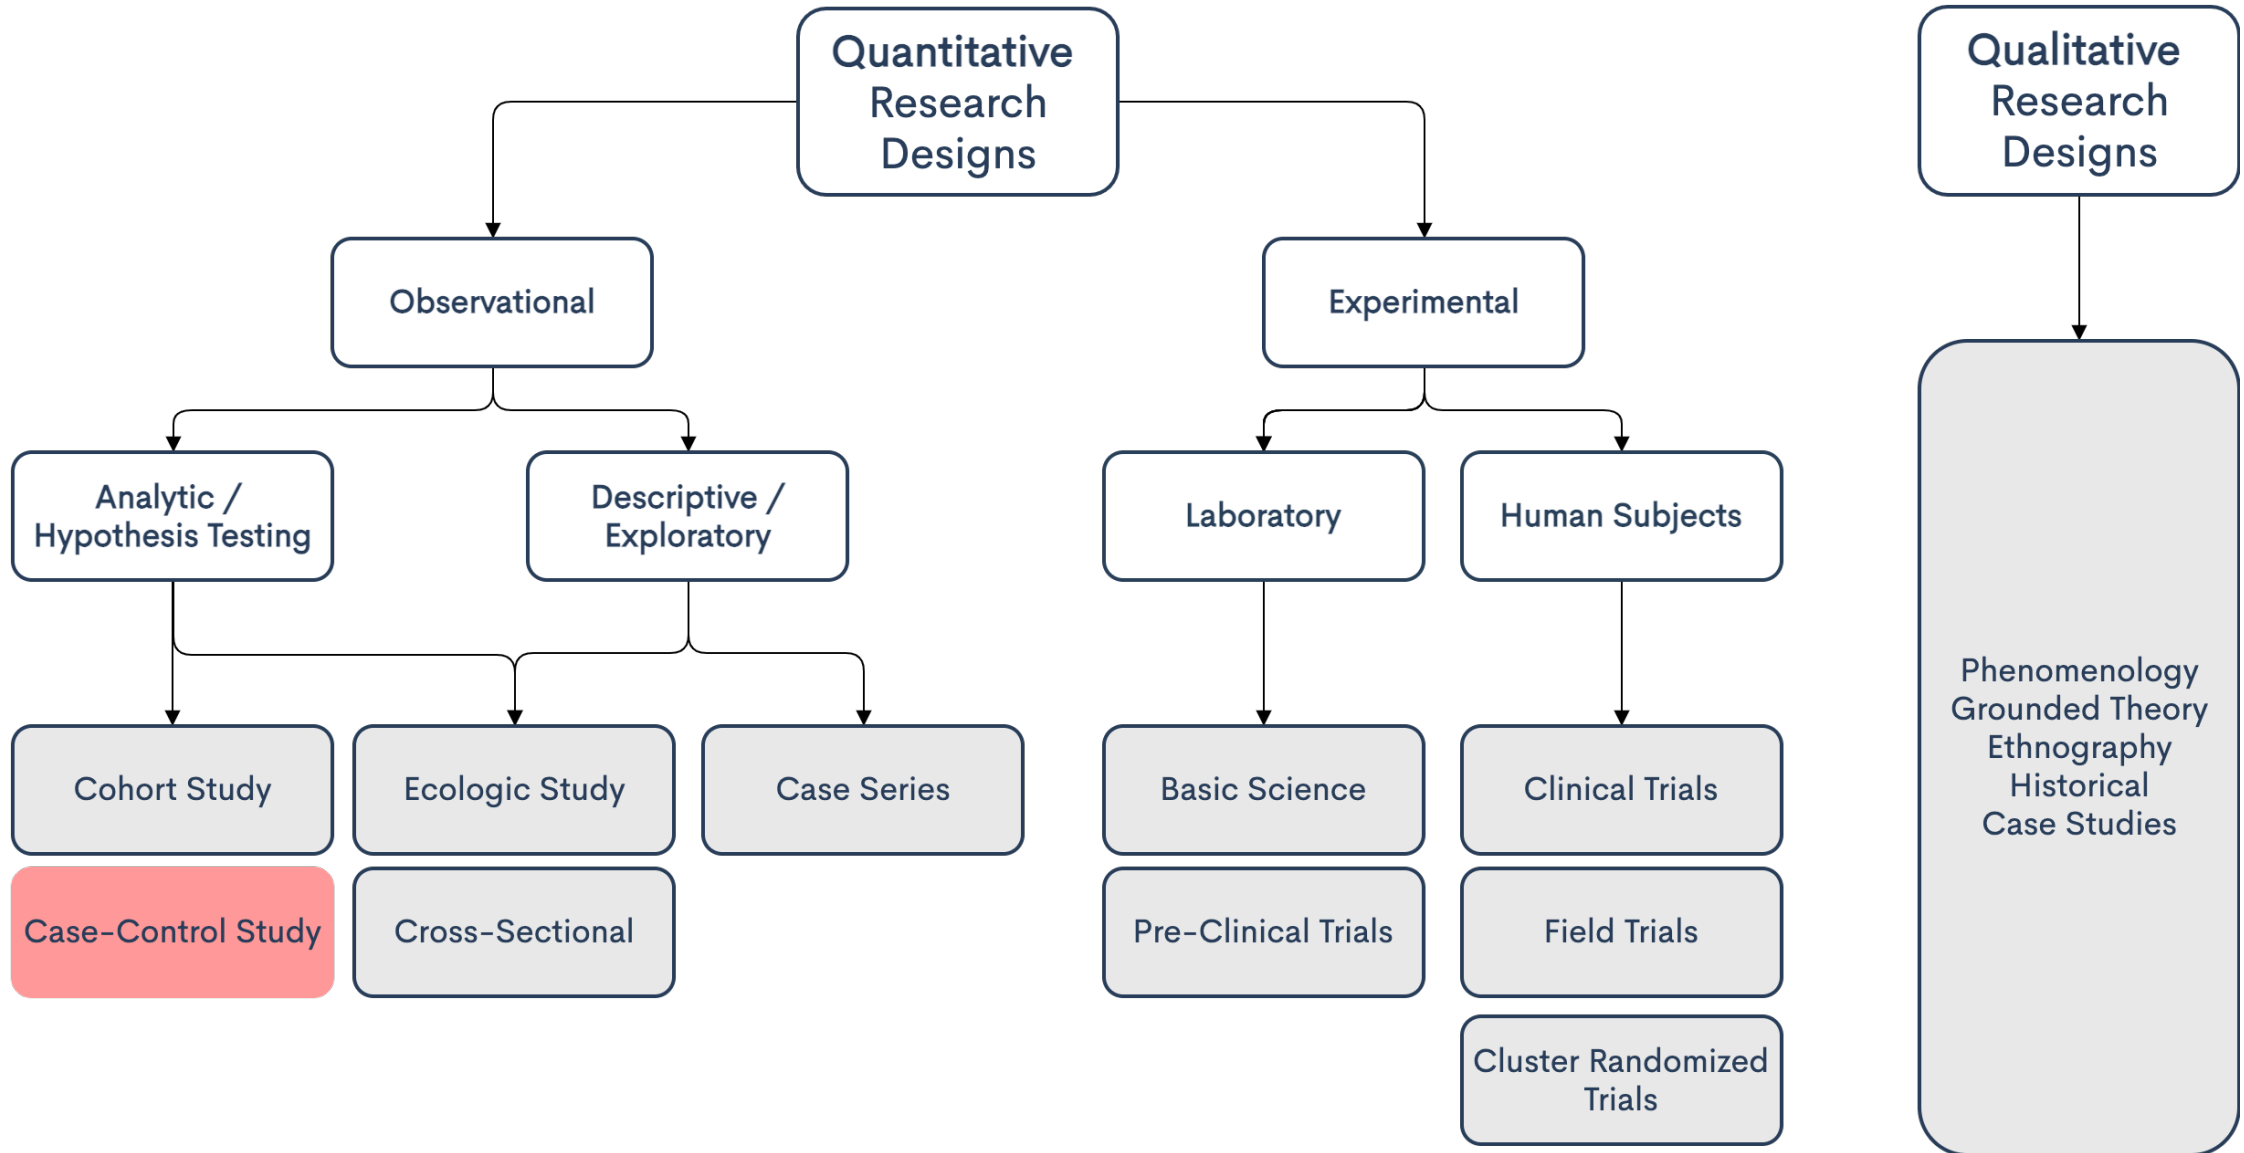 Quantitative
Research
Designs
Qualitative
Research
Designs
Observational
Experimental
Analytic /
Hypothesis Testing
Descriptive /
Exploratory
Laboratory
Human Subjects
Cohort Study
Ecologic Study
Case Series
Basic Science
Clinical Trials
Case-Control Study
Cross-Sectional
Pre-Clinical Trials
Field Trials
Cluster Randomized
Trials
Phenomenology
Grounded Theory
Ethnography
Historical
Case Studies